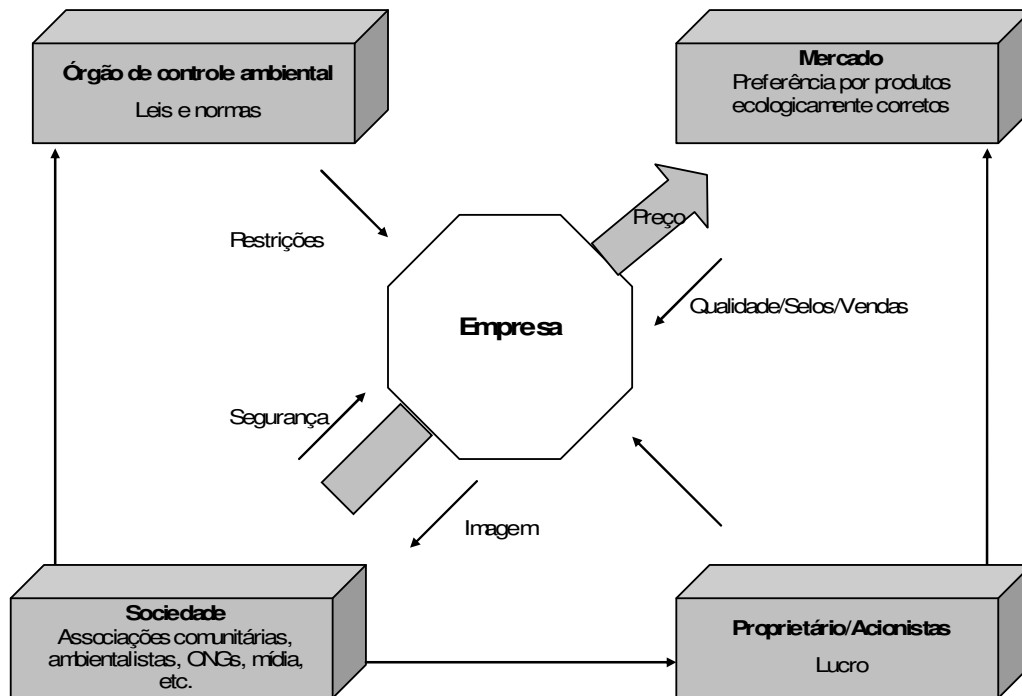 Órgão de controle ambiental
Leis e normas
Mercado
Preferência por produtos
ecologicamente corretos
Preço
Restrições
Qualidade/Selos/Vendas
Empresa
Segurança
Imagem
Sociedade
Associações comunitárias,
ambientalistas, ONGs, mídia,
etc.
Proprietário/Acionistas
Lucro